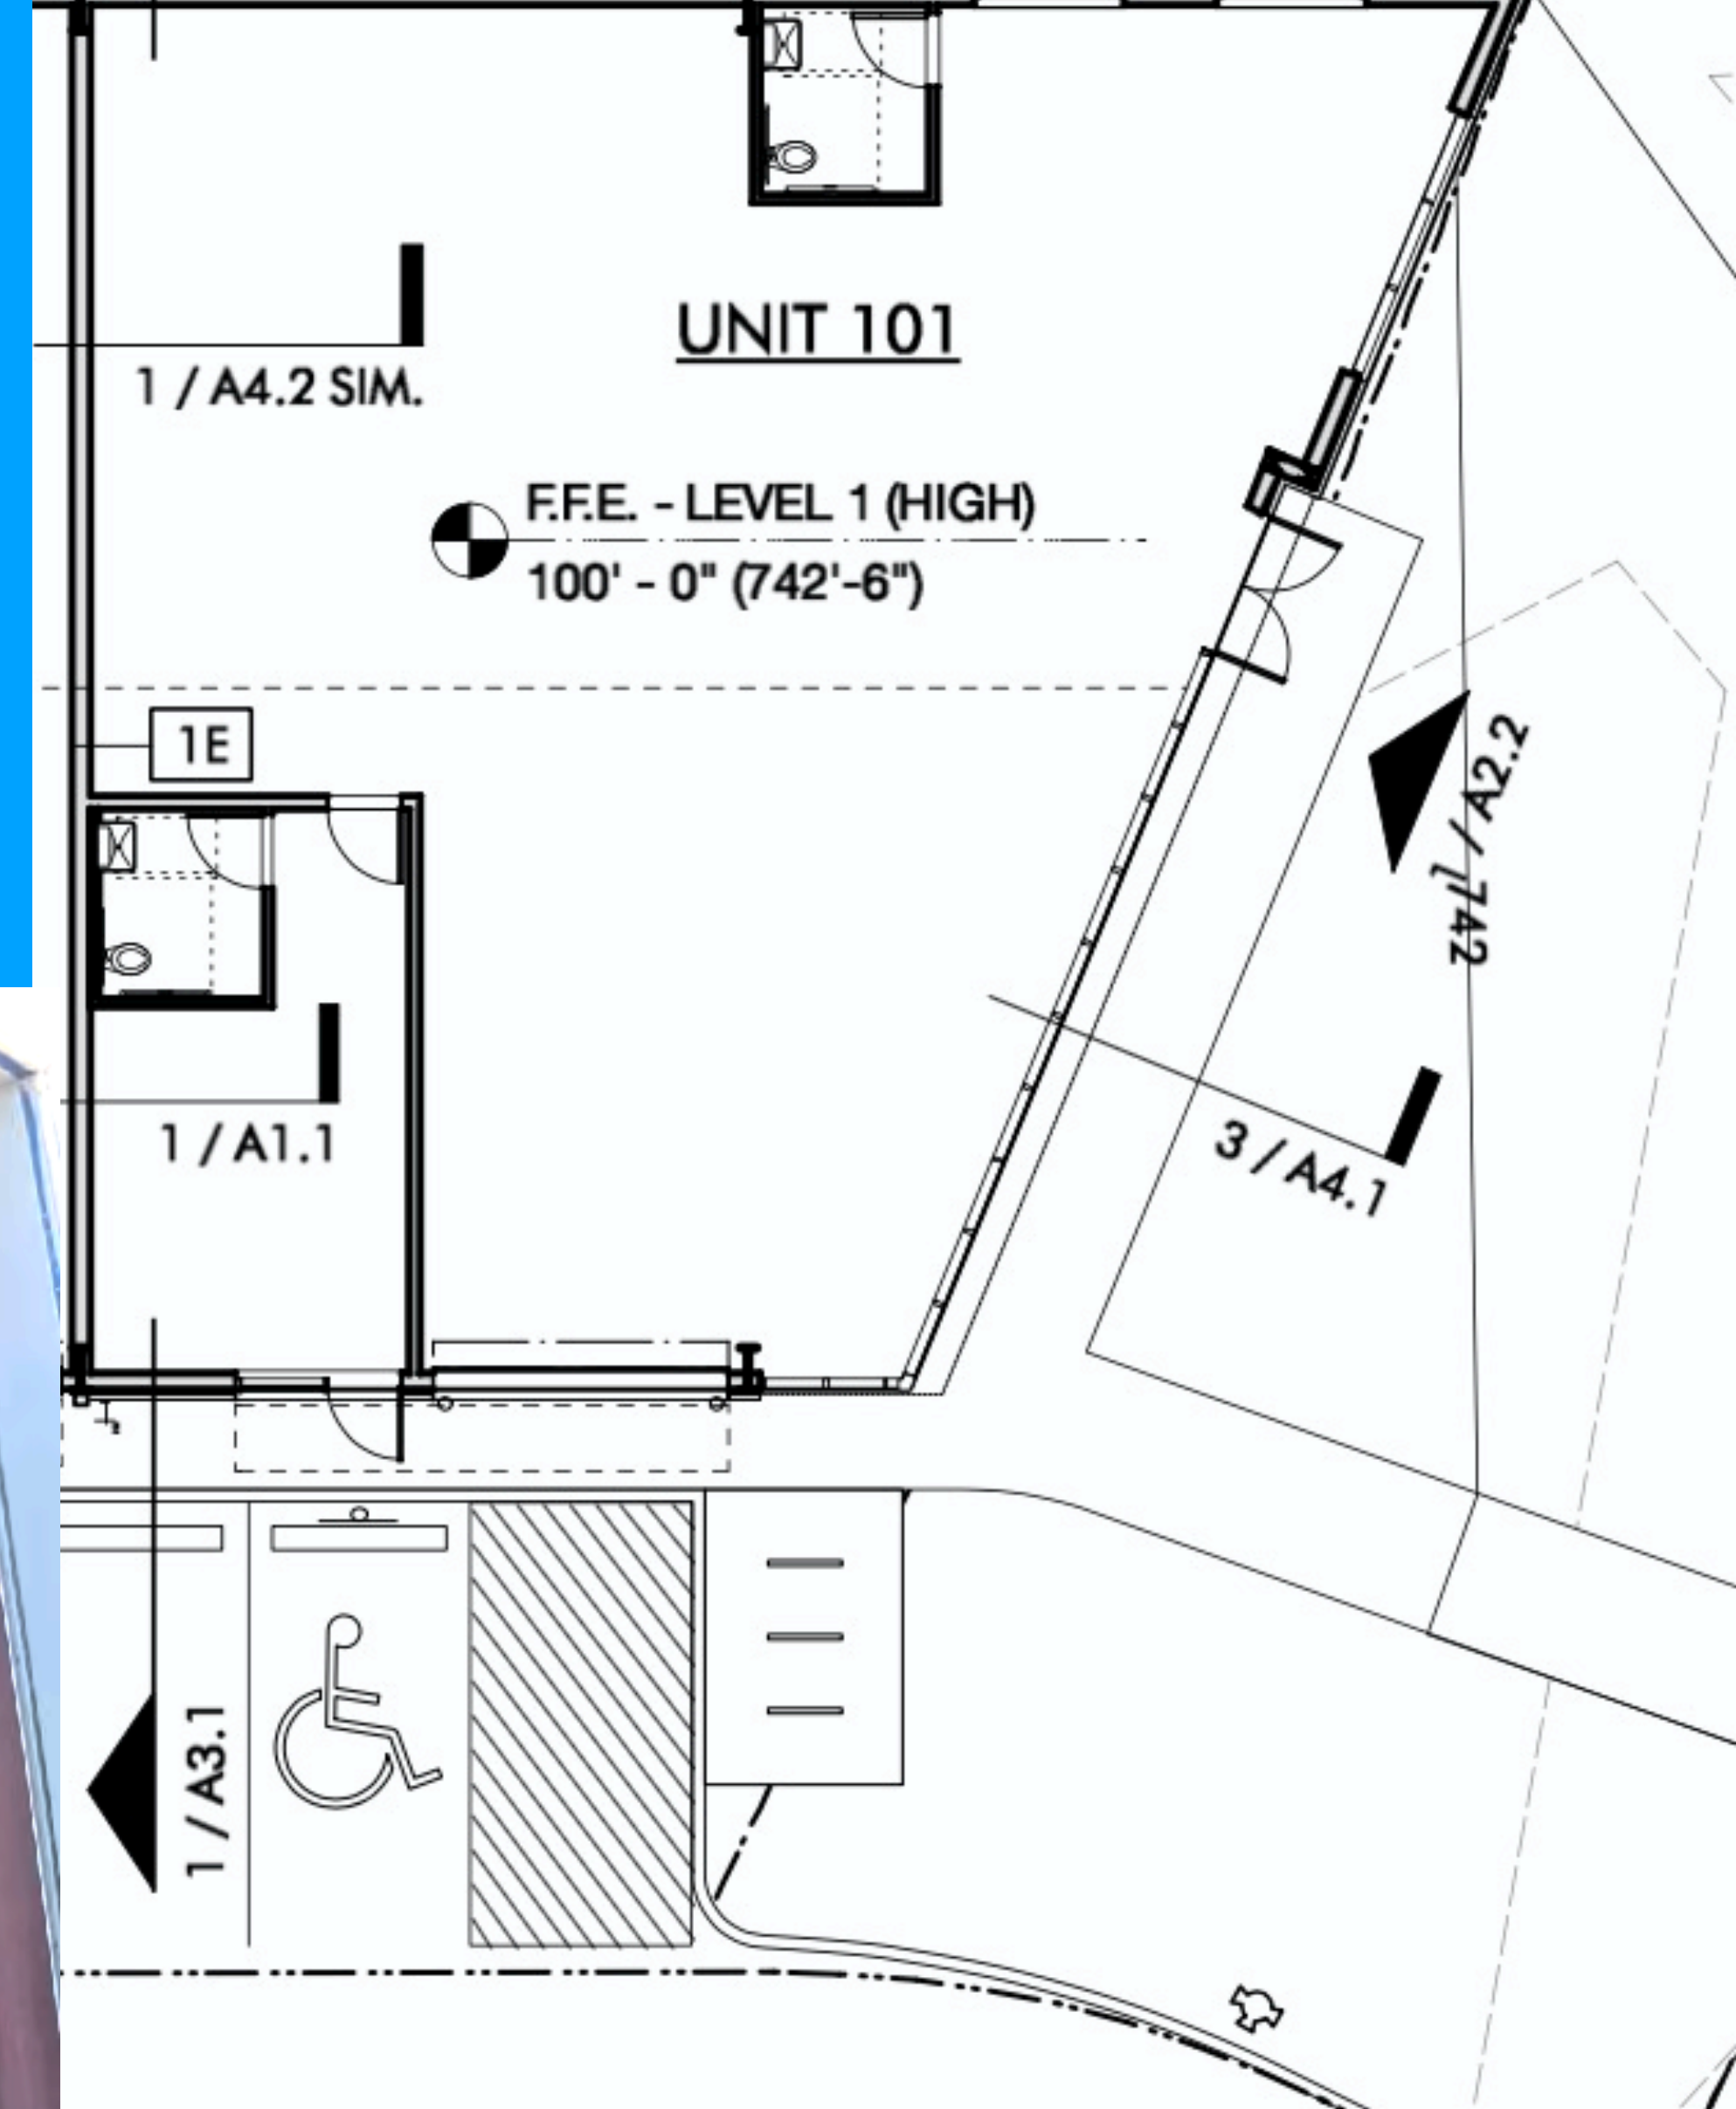 UNIT 101
1 / A4.2 SIM.
F.F.E. - LEVEL 1 (HIGH)
100' - 0" (742'-6")
1E
1 / A2.2
742
1 / A1.1
3 / A4.1
1 / A3.1